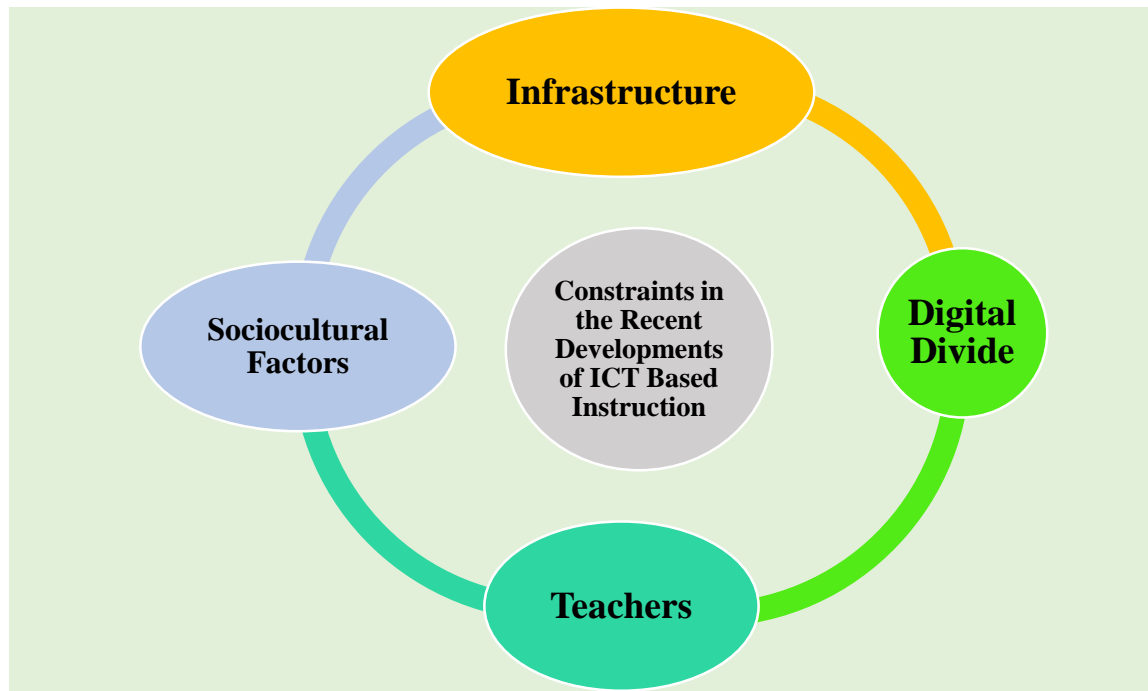 Infrastructure
Constraints in
the Recent
Developments
of ICT Based
Instruction
Digital
Divide
Sociocultural
Factors
Teachers